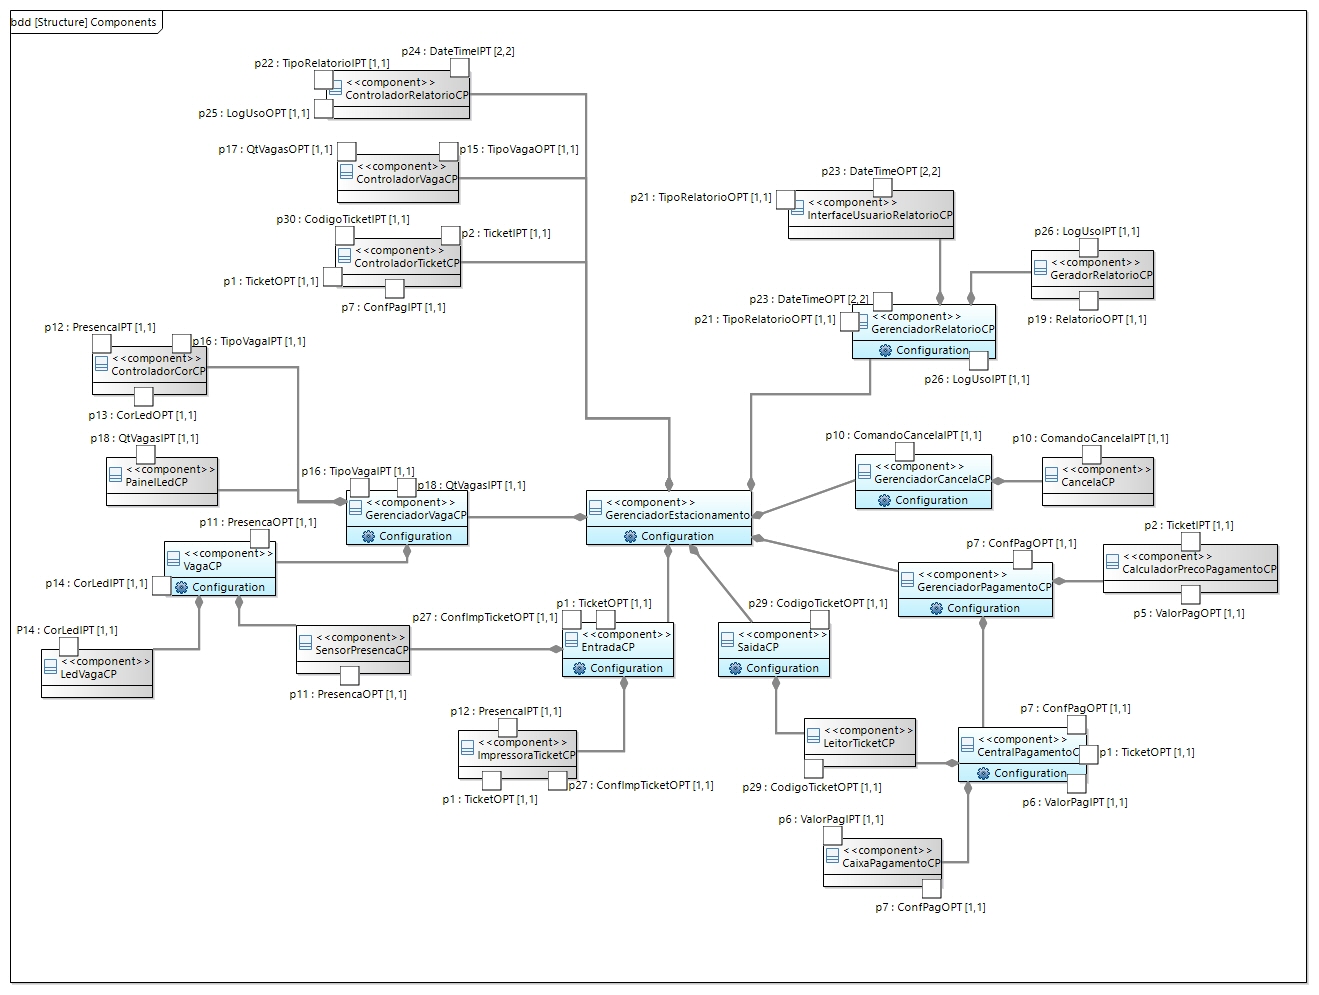 bdd [Structure] Components
p24 : DateTimeIPT [2,2]
p22 : TipoRelatorioIPT [1,1]
<<component>>
ControladorRelatorioCP
p25 : LogUsoOPT [1,1]
p17 : QtVagasOPT [1,1]
p15 : TipoVagaOPT [1,1]
<<component>>
ControladorVagaCP
p30 : CodigoTicketIPT [1,1]
p2 : TicketIPT [1,1]
<<component>>
ControladorTicketCP
p1 : TicketOPT [1,1]
p7 : ConfPagIPT [1,1]
p23 : DateTimeOPT [2,2]
p21 : TipoRelatorioOPT [1,1]
<<component>>
InterfaceUsuarioRelatorioCP
p26 : LogUsoIPT [1,1]
<<component>>
GeradorRelatorioCP
p19 : RelatorioOPT [1,1]
p23 : DateTimeOPT [2,2]
p21 : TipoRelatorioOPT [1,1]
<<component>>
GerenciadorRelatorioCP
Configuration
p26 : LogUsoIPT [1,1]
p12 : PresencaIPT [1,1]
p16 : TipoVagaIPT [1,1]
<<component>>
ControladorCorCP
p13 : CorLedOPT [1,1]
p18 : QtVagasIPT [1,1]
<<component>>
PainelLedCP
p16 : TipoVagaIPT [1,1]
p18 : QtVagasIPT [1,1]
<<component>>
GerenciadorVagaCP
Configuration
<<component>>
GerenciadorEstacionamento
Configuration
p10 : ComandoCancelaIPT [1,1]
<<component>>
GerenciadorCancelaCP
Configuration
p10 : ComandoCancelaIPT [1,1]
<<component>>
CancelaCP
p11 : PresencaOPT [1,1]
<<component>>
VagaCP
Configuration
p14 : CorLedIPT [1,1]
p7 : ConfPagOPT [1,1]
<<component>>
GerenciadorPagamentoCP
Configuration
p2 : TicketIPT [1,1]
<<component>>
CalculadorPrecoPagamentoCP
p5 : ValorPagOPT [1,1]
P14 : CorLedIPT [1,1]
<<component>>
LedVagaCP
<<component>>
SensorPresencaCP
p11 : PresencaOPT [1,1]
p1 : TicketOPT [1,1]
p27 : ConfImpTicketOPT [1,1]
<<component>>
EntradaCP
Configuration
p29 : CodigoTicketOPT [1,1]
<<component>>
SaidaCP
Configuration
p12 : PresencaIPT [1,1]
<<component>>
ImpressoraTicketCP
p1 : TicketOPT [1,1]
p27 : ConfImpTicketOPT [1,1]
<<component>>
LeitorTicketCP
p29 : CodigoTicketOPT [1,1]
p7 : ConfPagOPT [1,1]
<<component>>
CentralPagamentoC
Configuration
p1 : TicketOPT [1,1]
p6 : ValorPagIPT [1,1]
p6 : ValorPagIPT [1,1]
<<component>>
CaixaPagamentoCP
p7 : ConfPagOPT [1,1]